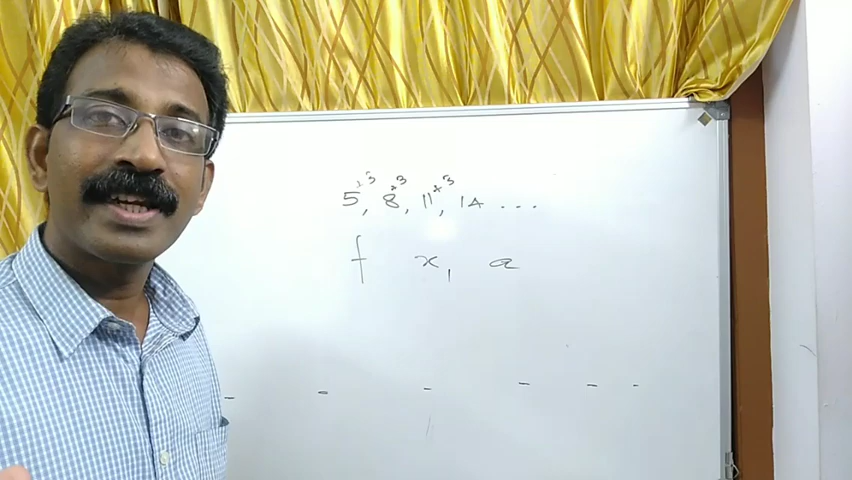 +3 +3 +3
5, 8, 11, 14 ...
f x, a
- - - - - -